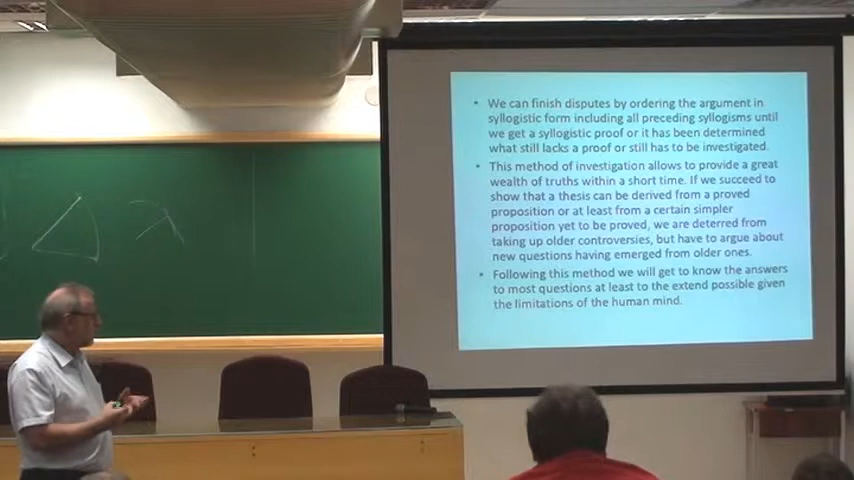 • We can finish disputes by ordering the argument in
syllogistic form including all preceding syllogisms until
we get a syllogistic proof or it has been determined
what still lacks a proof or still has to be investigated.
• This method of investigation allows to provide a great
wealth of truths within a short time. If we succeed to
show that a thesis can be derived from a proved
proposition or at least from a certain simpler
proposition yet to be proved, we are deterred from
taking up older controversies, but have to argue about
new questions having emerged from older ones.
• Following this method we will get to know the answers
to most questions at least to the extend possible given
the limitations of the human mind.